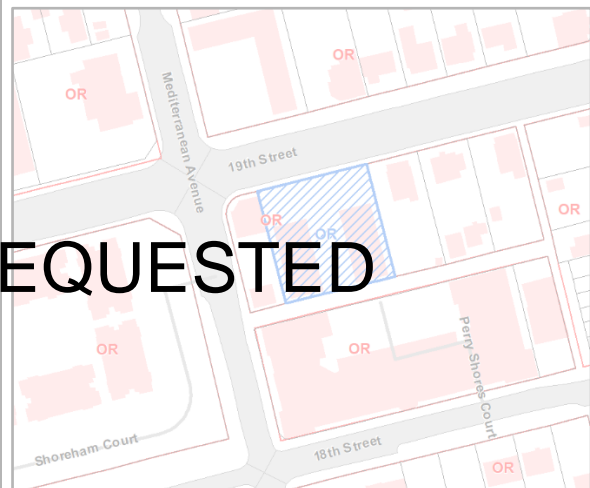 OR
OR
Mediterranean Avenue
19th Street
OR
OR
OR
EQUESTED
OR
OR
Perry Shores Court
Shoreham Court
18th Street
OR